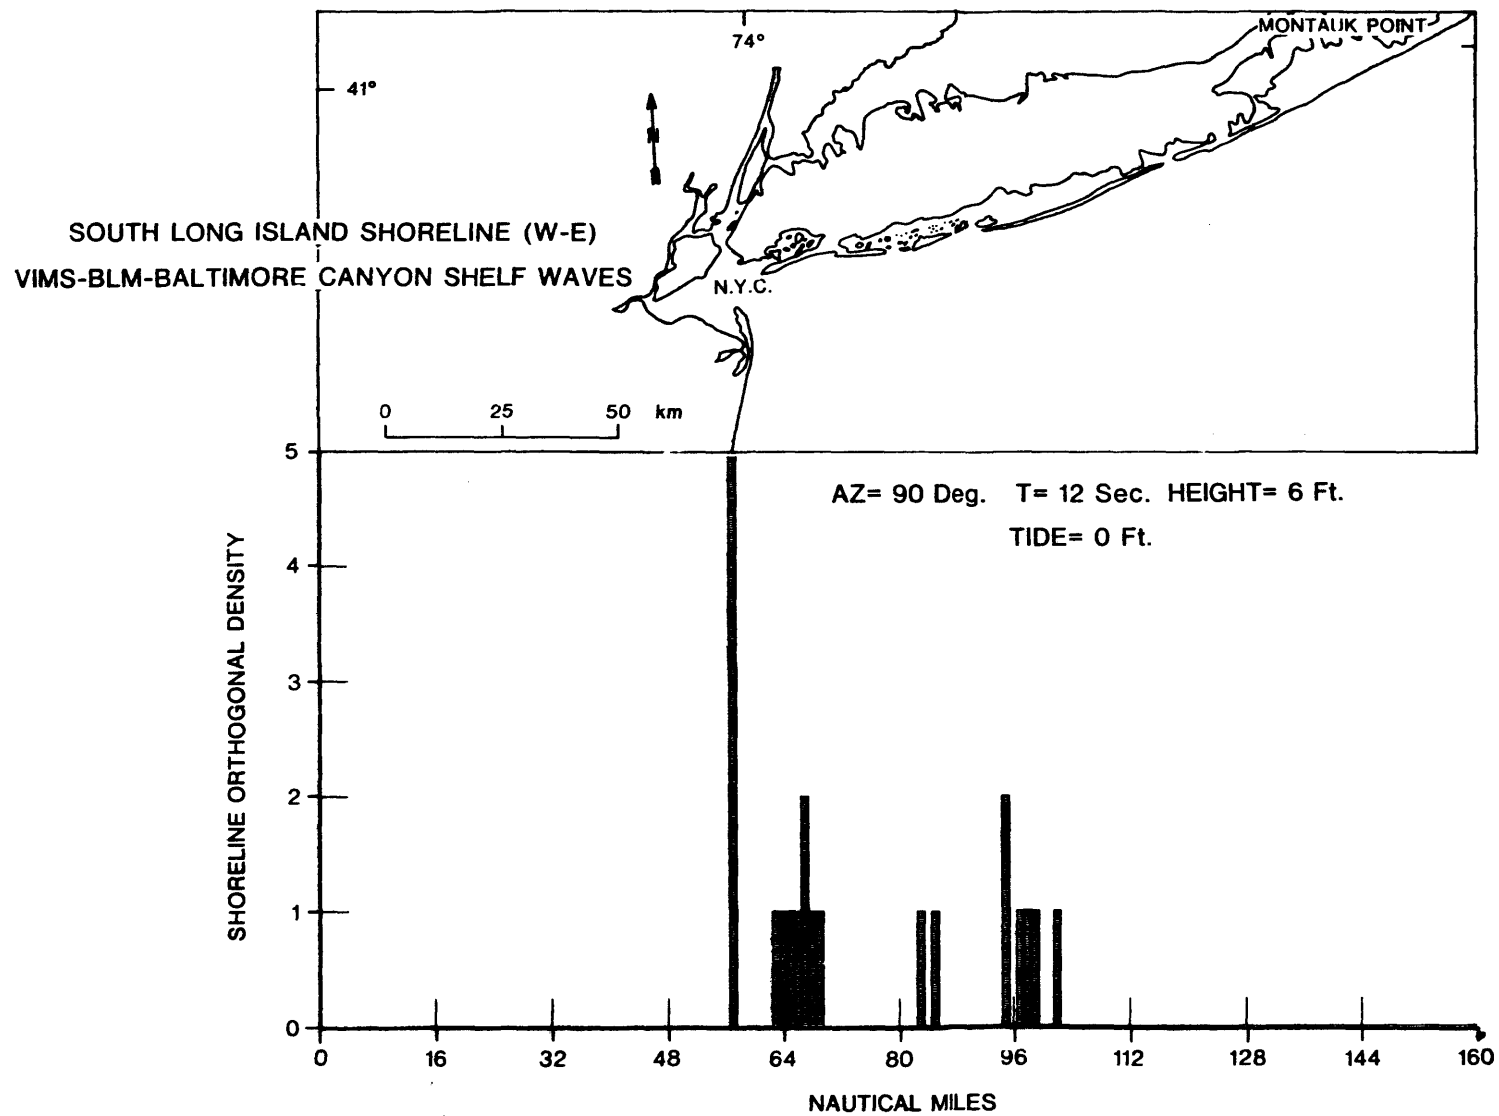 MONTAUK POINT
74°
41°
N
SOUTH LONG ISLAND SHORELINE (W-E)
VIMS-BLM-BALTIMORE CANYON SHELF WAVES
N.Y.C.
0 25 50 km
AZ= 90 Deg. T= 12 Sec. HEIGHT= 6 Ft.
TIDE= 0 Ft.
SHORELINE ORTHOGONAL DENSITY
5
4
3
2
1
0
0 16 32 48 64 80 96 112 128 144 160
NAUTICAL MILES